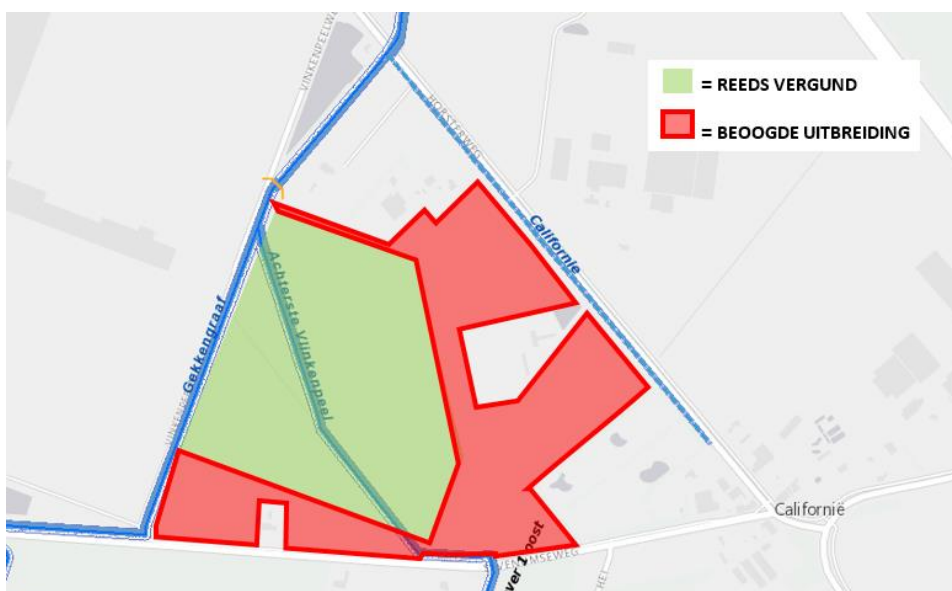 VINKENPEELWEG
= REEDS VERGUND
HORSTERWEG
= BEOOGDE UITBREIDING
Californie
Achterste Vlinkenpeel
Gekkengraaf
Californië